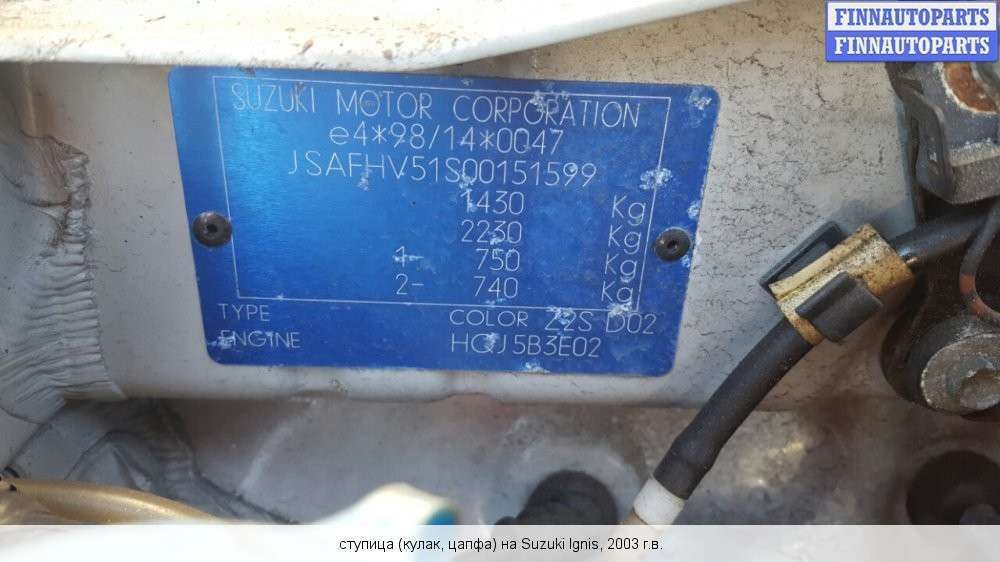 FINNAUTOPARTS
FINNAUTOPARTS
SUZUKI MOTOR CORPORATION
e4*98/14*0047
JSAFHV51S00151599
1430 Kg
2230 Kg
1- 750 Kg
2- 740 Kg
TYPE COLOR Z2S D02
ENGINE HQJ5B3E02
ступица (кулак, цапфа) на Suzuki Ignis, 2003 г.в.